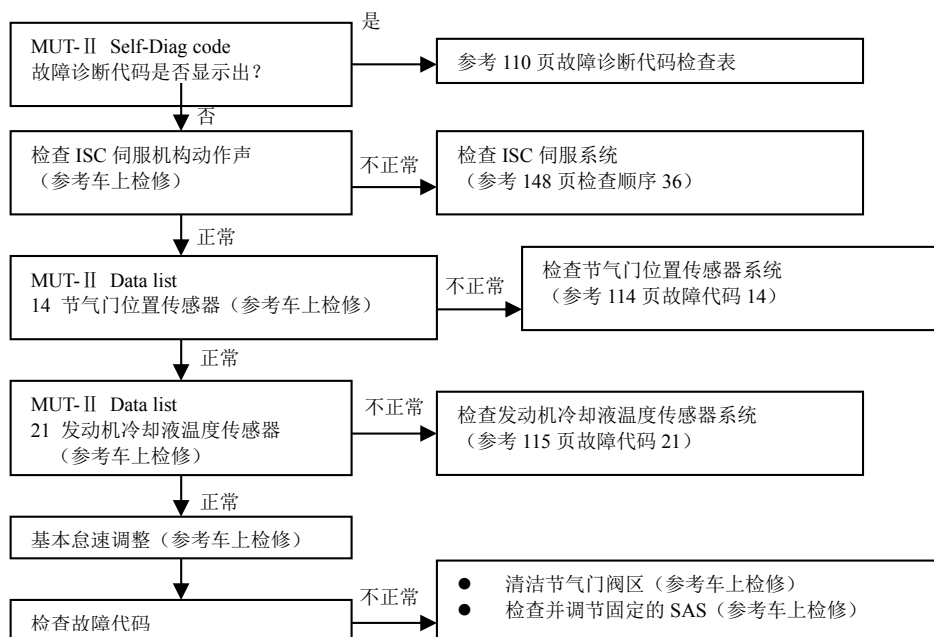 MUT-Ⅱ Self-Diag code
故障诊断代码是否显示出？
是
参考 110 页故障诊断代码检查表
否
检查 ISC 伺服机构动作声
（参考车上检修）
不正常
检查 ISC 伺服系统
（参考 148 页检查顺序 36）
正常
MUT-Ⅱ Data list
14 节气门位置传感器（参考车上检修）
不正常
检查节气门位置传感器系统
（参考 114 页故障代码 14）
正常
MUT-Ⅱ Data list
21 发动机冷却液温度传感器
（参考车上检修）
不正常
检查发动机冷却液温度传感器系统
（参考 115 页故障代码 21）
正常
基本怠速调整（参考车上检修）
检查故障代码
不正常
● 清洁节气门阀区（参考车上检修）
● 检查并调节固定的 SAS（参考车上检修）